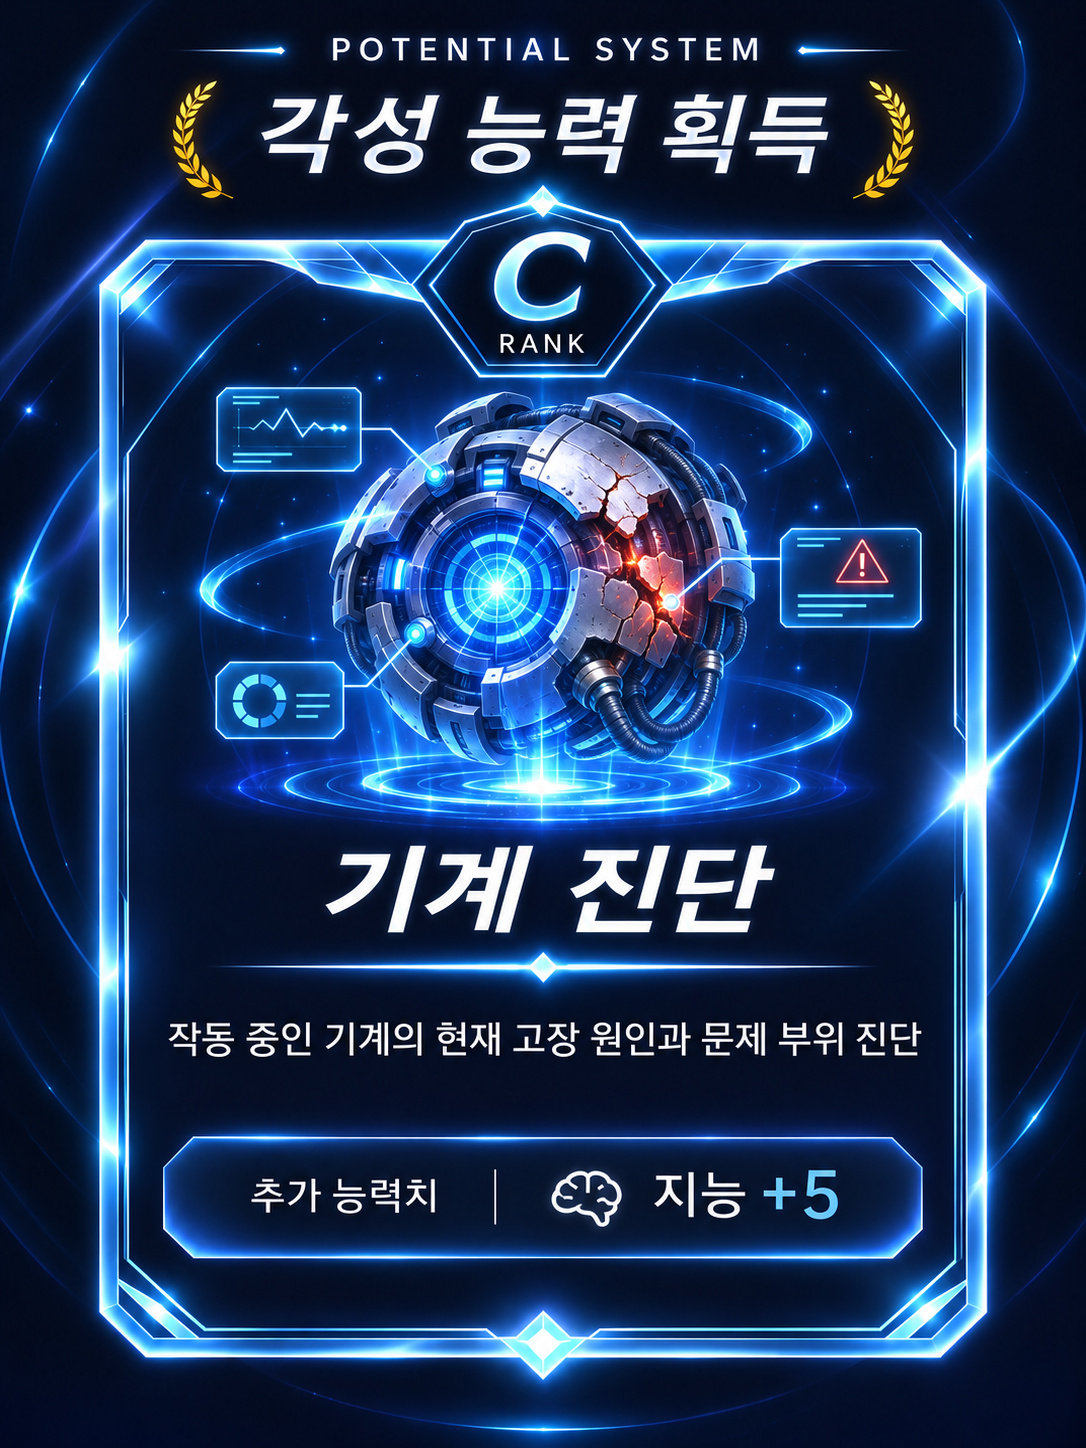 POTENTIAL SYSTEM
각성 능력 획득
C
RANK
기계 진단
작동 중인 기계의 현재 고장 원인과 문제 부위 진단
추가 능력치 지능 +5